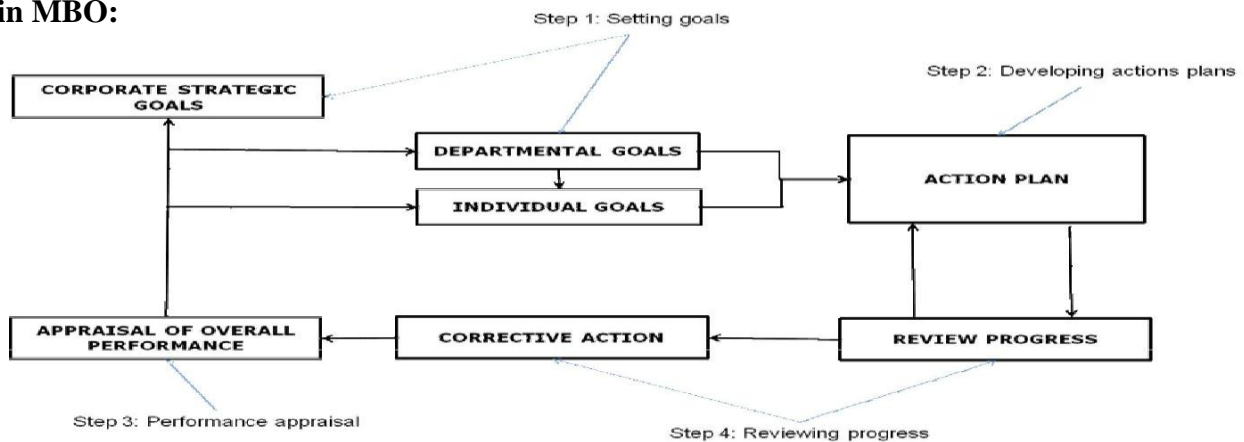 in MBO:
Step 1: Setting goals
Step 2: Developing actions plans
CORPORATE STRATEGIC
GOALS
DEPARTMENTAL GOALS
ACTION PLAN
INDIVIDUAL GOALS
APPRAISAL OF OVERALL
PERFORMANCE
CORRECTIVE ACTION
REVIEW PROGRESS
Step 3: Performance appraisal
Step 4: Reviewing progress